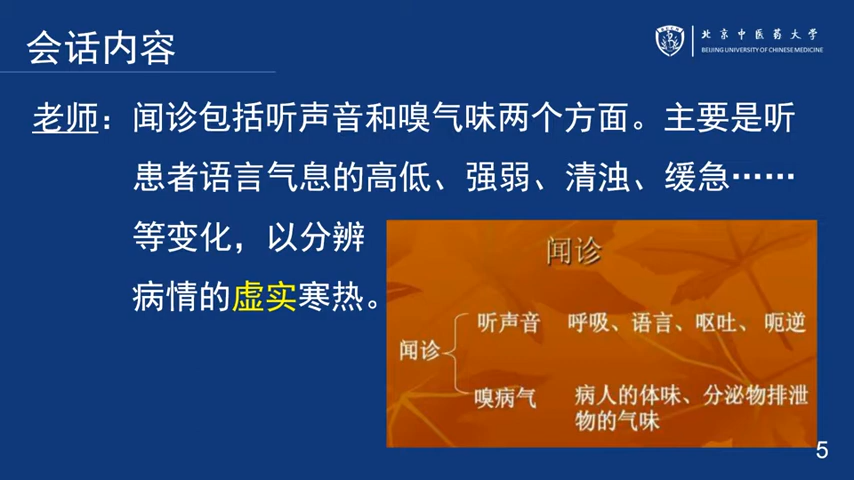 会话内容
北京中医药大学
BEIJING UNIVERSITY OF CHINESE MEDICINE
老师：闻诊包括听声音和嗅气味两个方面。主要是听
患者语言气息的高低、强弱、清浊、缓急……
等变化，以分辨
病情的虚实寒热。
闻诊
听声音 呼吸、语言、呕吐、呃逆
闻诊
嗅病气 病人的体味、分泌物排泄
物的气味
5